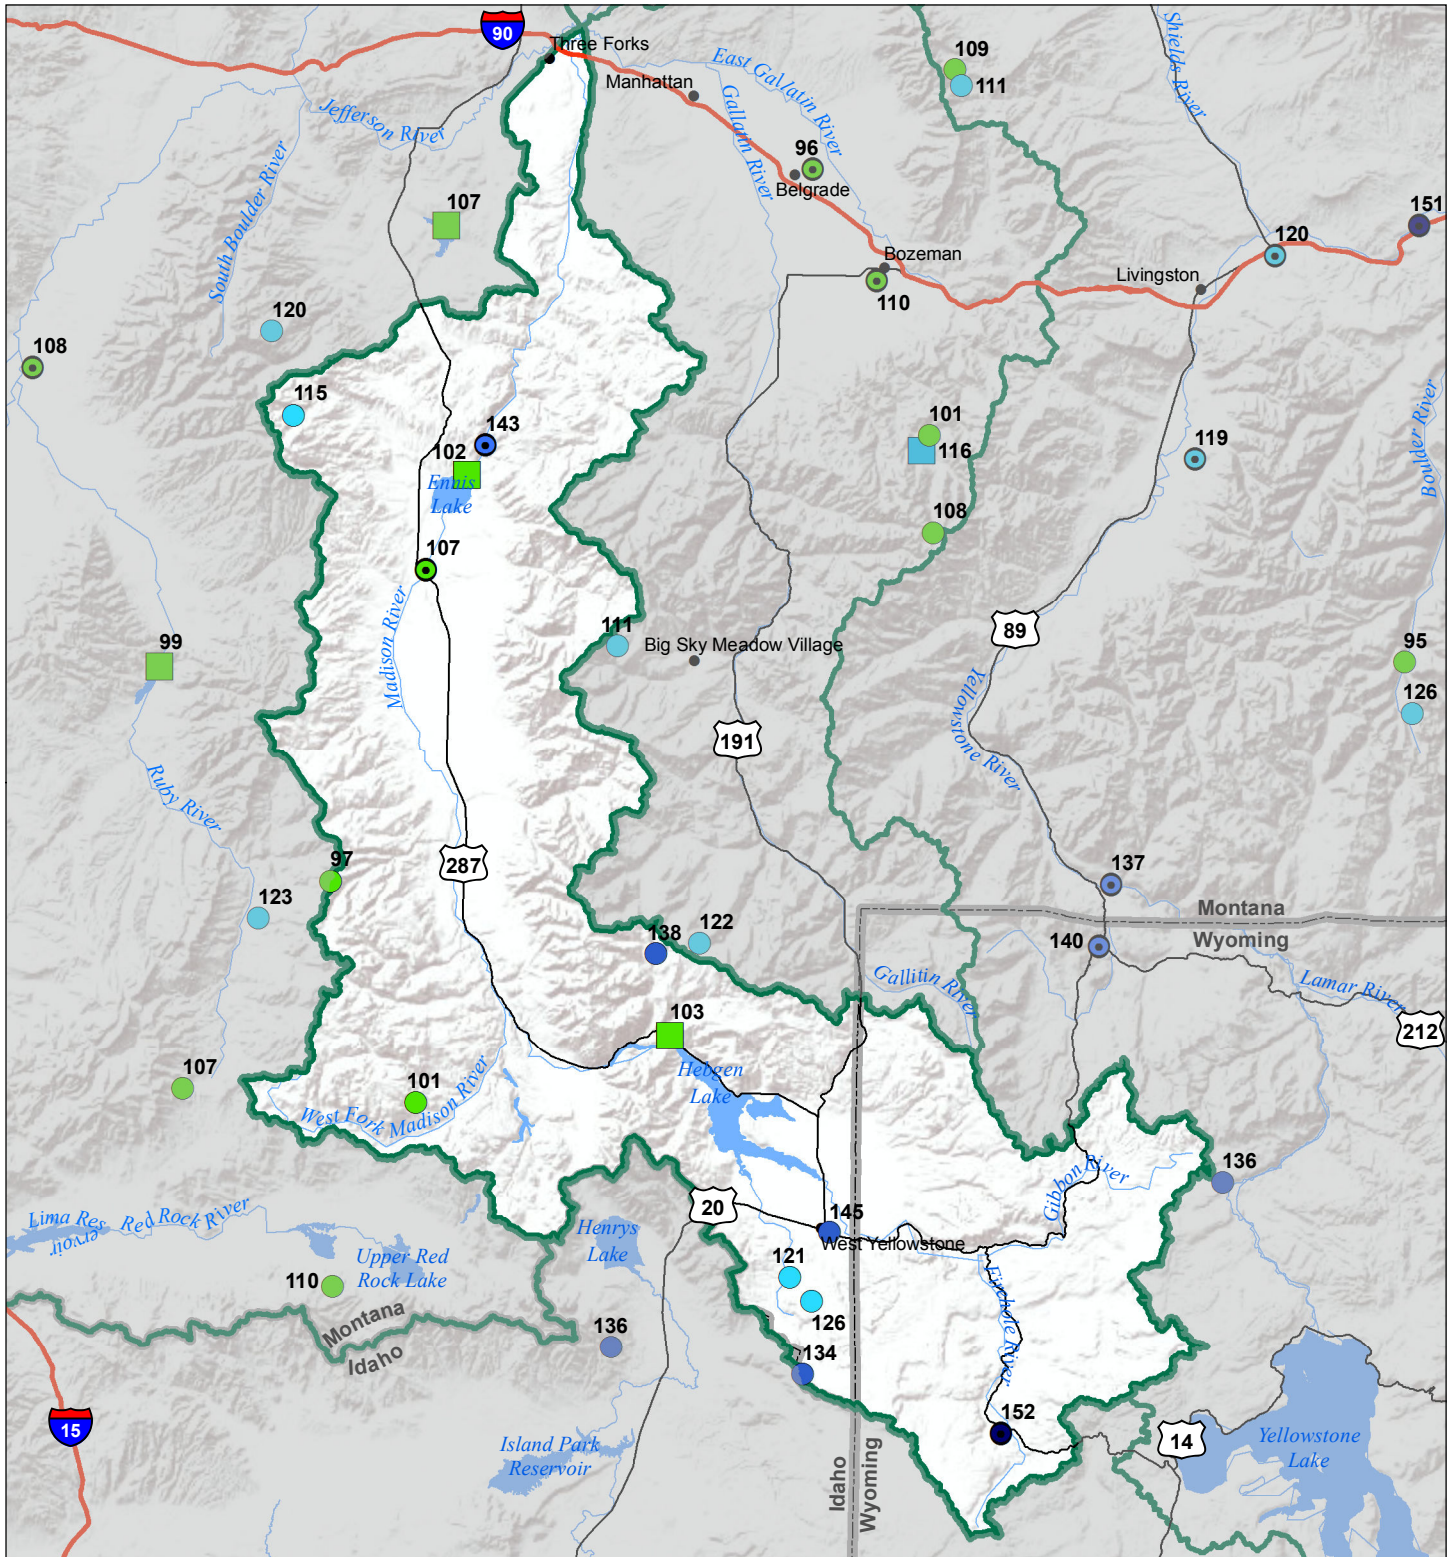 90
Three Forks
Manhattan
East Gallatin River
Gallatin River
Shields River
109
111
Jefferson River
96
Belgrade
South Boulder River
107
151
120
Bozeman
110
Livingston
120
108
115
143
102
Ennis
Lake
101
116
119
Boulder River
108
107
Madison River
111
Big Sky Meadow Village
89
99
95
126
191
Yellowstone River
Ruby River
97
287
123
137
138
122
Montana
Wyoming
140
Gallitin River
Lamar River
212
103
Hebgen
Lake
107
101
West Fork Madison River
136
Gibbon River
20
145
West Yellowstone
Lima Reservoir
Red Rock River
Henrys
Lake
Upper Red
Rock Lake
110
121
126
Firehole River
Montana
Idaho
136
134
15
152
14
Yellowstone
Lake
Island Park
Reservoir
Idaho
Wyoming